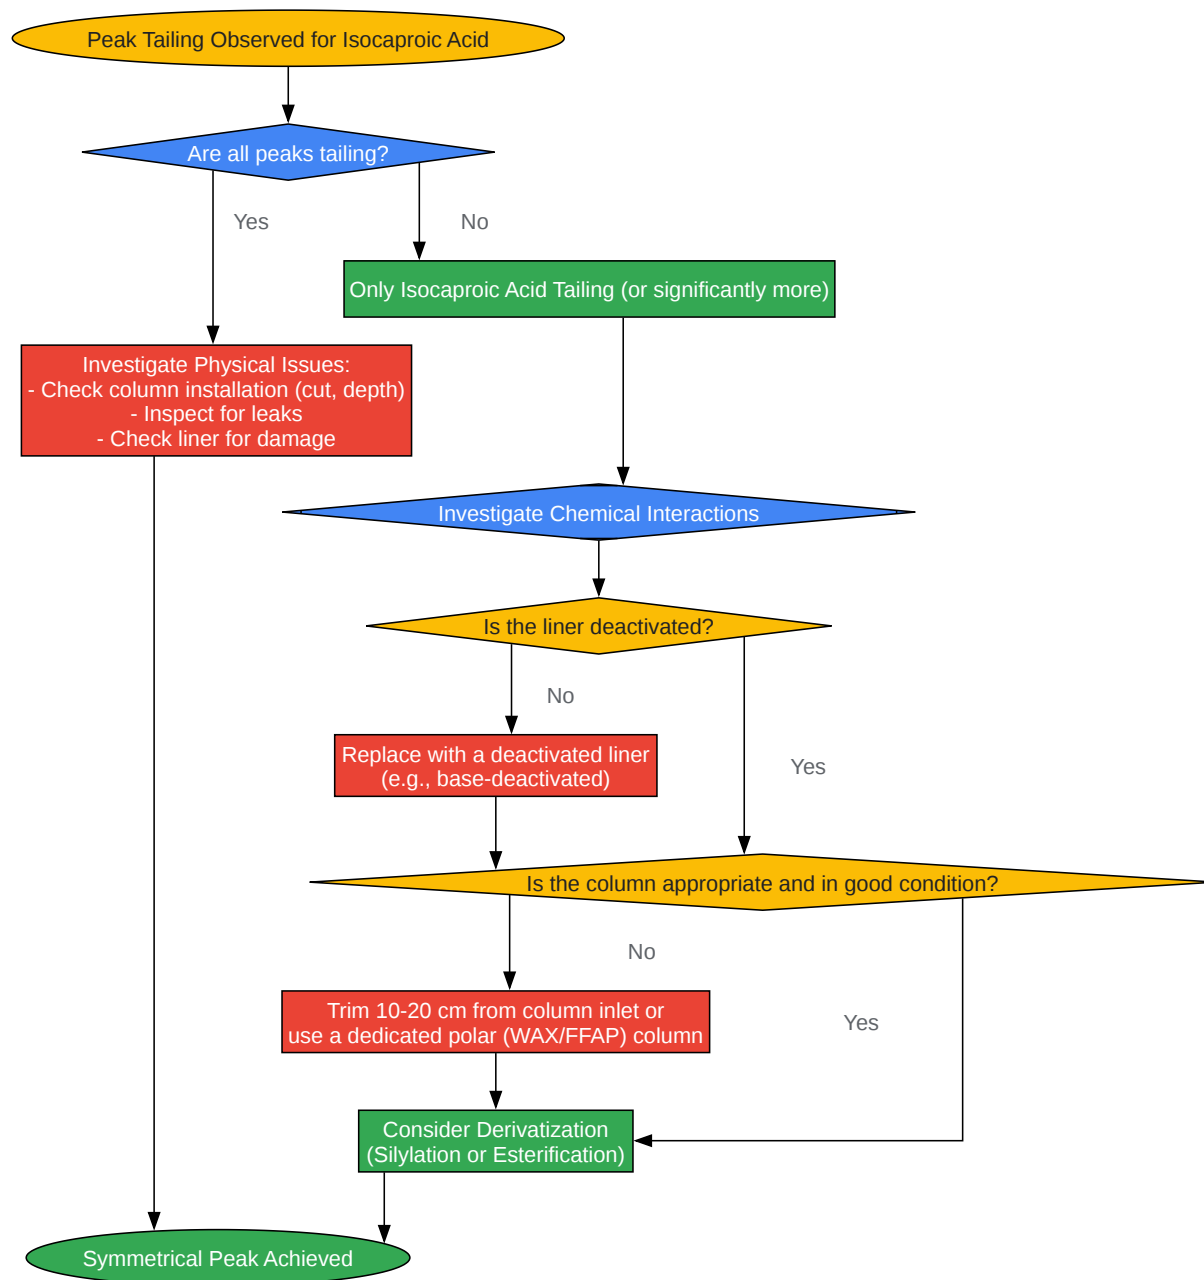 Peak Tailing Observed for Isocaproic Acid
Are all peaks tailing?
Yes
No
Only Isocaproic Acid Tailing (or significantly more)
Investigate Physical Issues:
- Check column installation (cut, depth)
- Inspect for leaks
- Check liner for damage
Investigate Chemical Interactions
Is the liner deactivated?
No
Replace with a deactivated liner
(e.g., base-deactivated)
Yes
Is the column appropriate and in good condition?
No
Trim 10-20 cm from column inlet or
use a dedicated polar (WAX/FFAP) column
Yes
Consider Derivatization
(Silylation or Esterification)
Symmetrical Peak Achieved